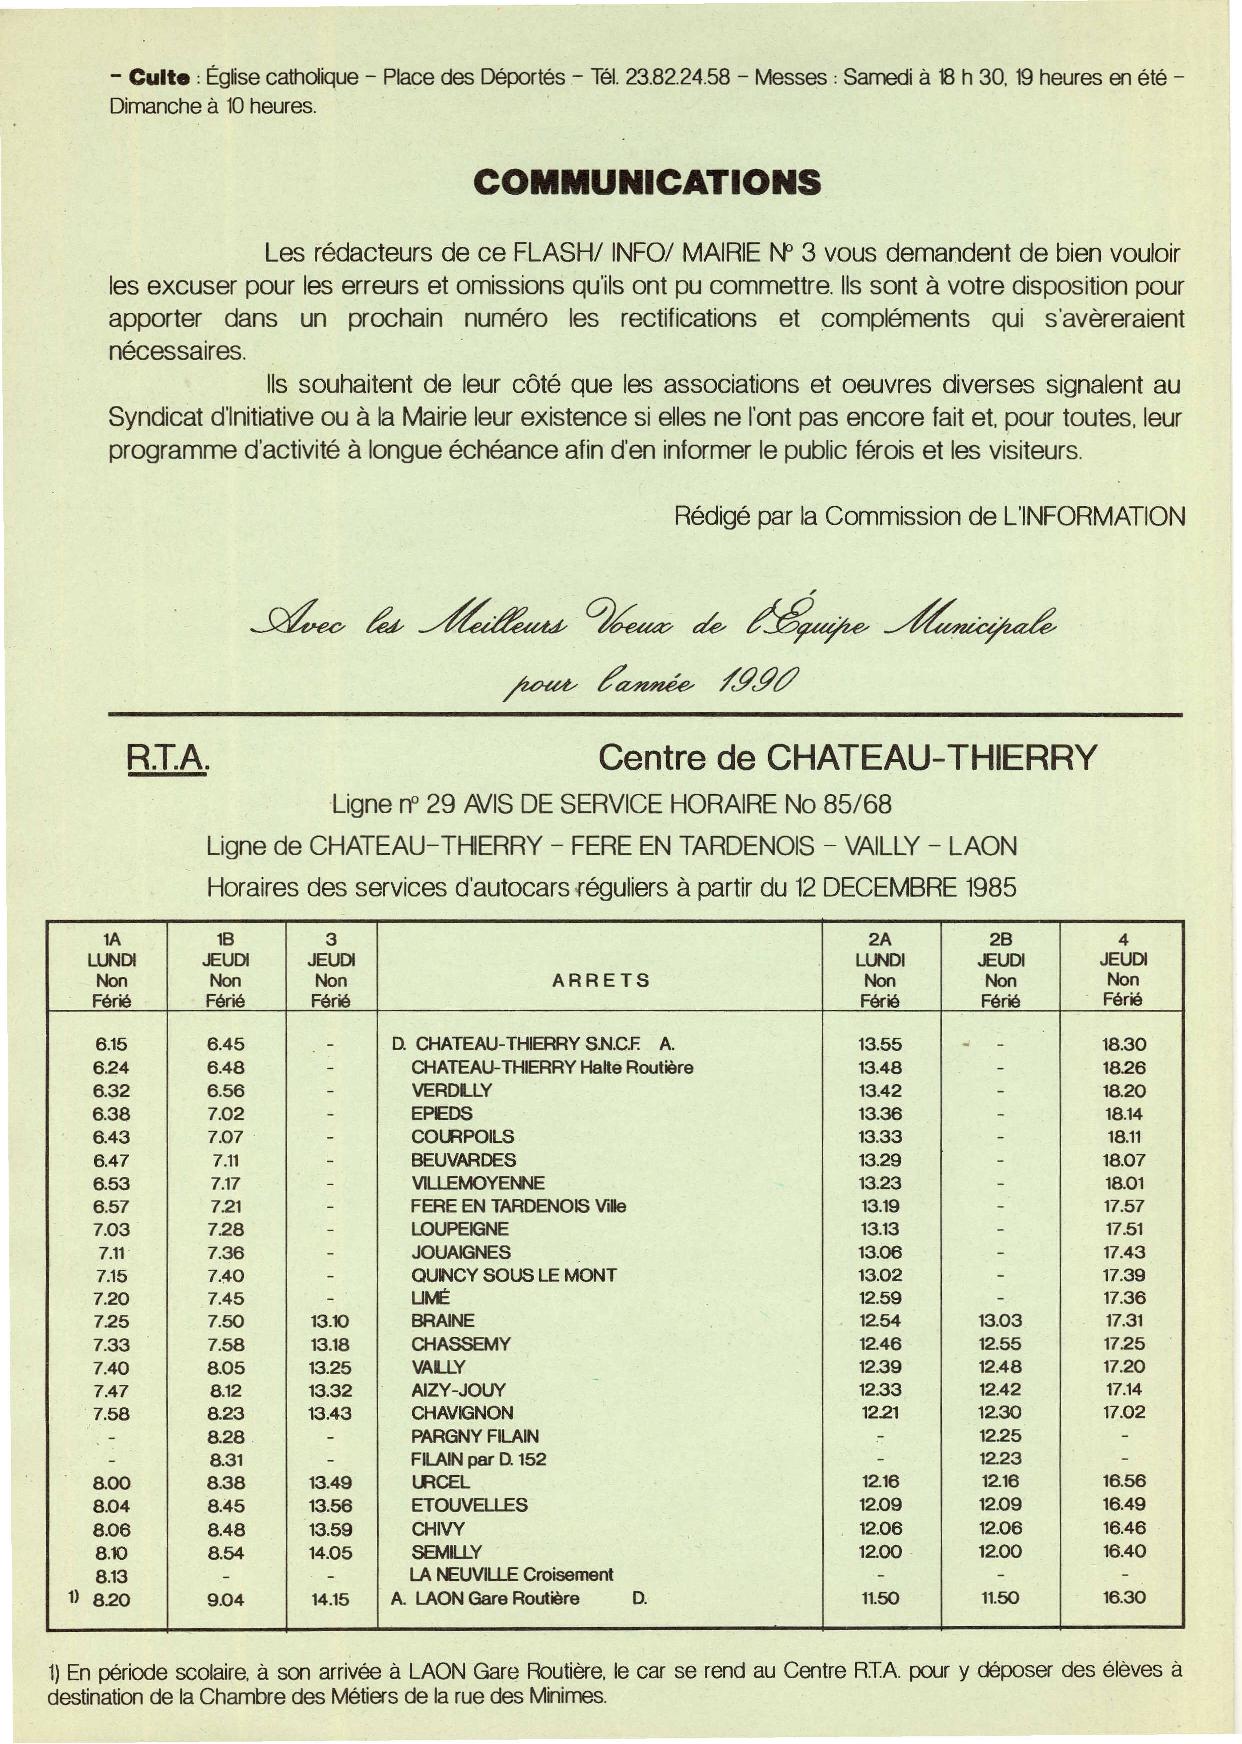 - Culte : Église catholique - Place des Déportés - Tél. 23.82.24.58 - Messes : Samedi à 18 h 30, 19 heures en été -
Dimanche à 10 heures.
COMMUNICATIONS
Les rédacteurs de ce FLASH/ INFO/ MAIRIE Nº 3 vous demandent de bien vouloir
les excuser pour les erreurs et omissions qu'ils ont pu commettre. Ils sont à votre disposition pour
apporter dans un prochain numéro les rectifications et compléments qui s'avèreraient
nécessaires.
Ils souhaitent de leur côté que les associations et oeuvres diverses signalent au
Syndicat d'Initiative ou à la Mairie leur existence si elles ne l'ont pas encore fait et, pour toutes, leur
programme d'activité à longue échéance afin d'en informer le public férois et les visiteurs.
Rédigé par la Commission de L'INFORMATION
Avec les Meilleurs Voeux de l'Équipe Municipale
pour l'année 1990
R.T.A. Centre de CHATEAU-THIERRY
Ligne nº 29 AVIS DE SERVICE HORAIRE No 85/68
Ligne de CHATEAU-THIERRY - FERE EN TARDENOIS - VAILLY - LAON
Horaires des services d'autocars réguliers à partir du 12 DECEMBRE 1985
1A 1B 3 2A 2B 4
LUNDI JEUDI JEUDI LUNDI JEUDI JEUDI
Non Non Non ARRETS Non Non Non
Férié Férié Férié Férié Férié Férié
6.15 6.45 - D. CHATEAU-THIERRY S.N.C.F. A. 13.55 - 18.30
6.24 6.48 - CHATEAU-THIERRY Halte Routière 13.48 - 18.26
6.32 6.56 - VERDILLY 13.42 - 18.20
6.38 7.02 - EPIEDS 13.36 - 18.14
6.43 7.07 - COURPOILS 13.33 - 18.11
6.47 7.11 - BEUVARDES 13.29 - 18.07
6.53 7.17 - VILLEMOYENNE 13.23 - 18.01
6.57 7.21 - FERE EN TARDENOIS Ville 13.19 - 17.57
7.03 7.28 - LOUPEIGNE 13.13 - 17.51
7.11 7.36 - JOUAIGNES 13.06 - 17.43
7.15 7.40 - QUINCY SOUS LE MONT 13.02 - 17.39
7.20 7.45 - LIMÉ 12.59 - 17.36
7.25 7.50 13.10 BRAINE 12.54 13.03 17.31
7.33 7.58 13.18 CHASSEMY 12.46 12.55 17.25
7.40 8.05 13.25 VAILLY 12.39 12.48 17.20
7.47 8.12 13.32 AIZY-JOUY 12.33 12.42 17.14
7.58 8.23 13.43 CHAVIGNON 12.21 12.30 17.02
- 8.28 - PARGNY FILAIN - 12.25 -
- 8.31 - FILAIN par D. 152 - 12.23 -
8.00 8.38 13.49 URCEL 12.16 12.16 16.56
8.04 8.45 13.56 ETOUVELLES 12.09 12.09 16.49
8.06 8.48 13.59 CHIVY 12.06 12.06 16.46
8.10 8.54 14.05 SEMILLY 12.00 12.00 16.40
8.13 - - LA NEUVILLE Croisement - - -
1) 8.20 9.04 14.15 A. LAON Gare Routière D. 11.50 11.50 16.30
1) En période scolaire, à son arrivée à LAON Gare Routière, le car se rend au Centre R.T.A. pour y déposer des élèves à
destination de la Chambre des Métiers de la rue des Minimes.